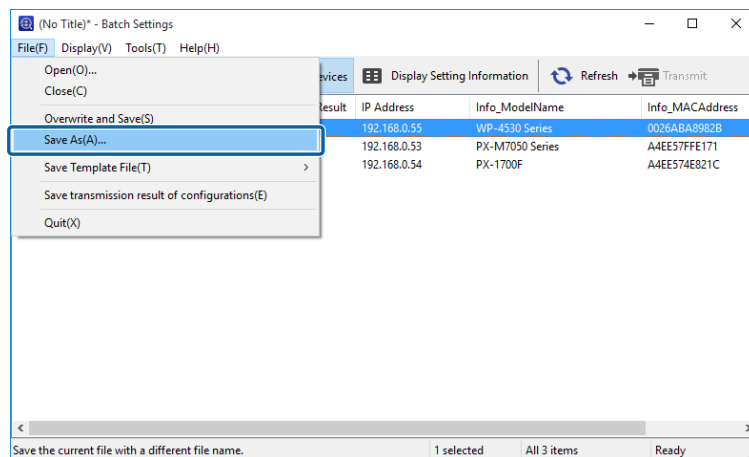 (No Title)* - Batch Settings
File(F) Display(V) Tools(T) Help(H)
Open(O)...
Close(C)
Overwrite and Save(S)
Save As(A)...
Save Template File(T)
Save transmission result of configurations(E)
Quit(X)
Display Setting Information Refresh Transmit
IP Address Info_ModelName Info_MACAddress
192.168.0.55 WP-4530 Series 0026ABA8982B
192.168.0.53 PX-M7050 Series A4EE57FFE171
192.168.0.54 PX-1700F A4EE574E821C
Save the current file with a different file name. 1 selected All 3 items Ready